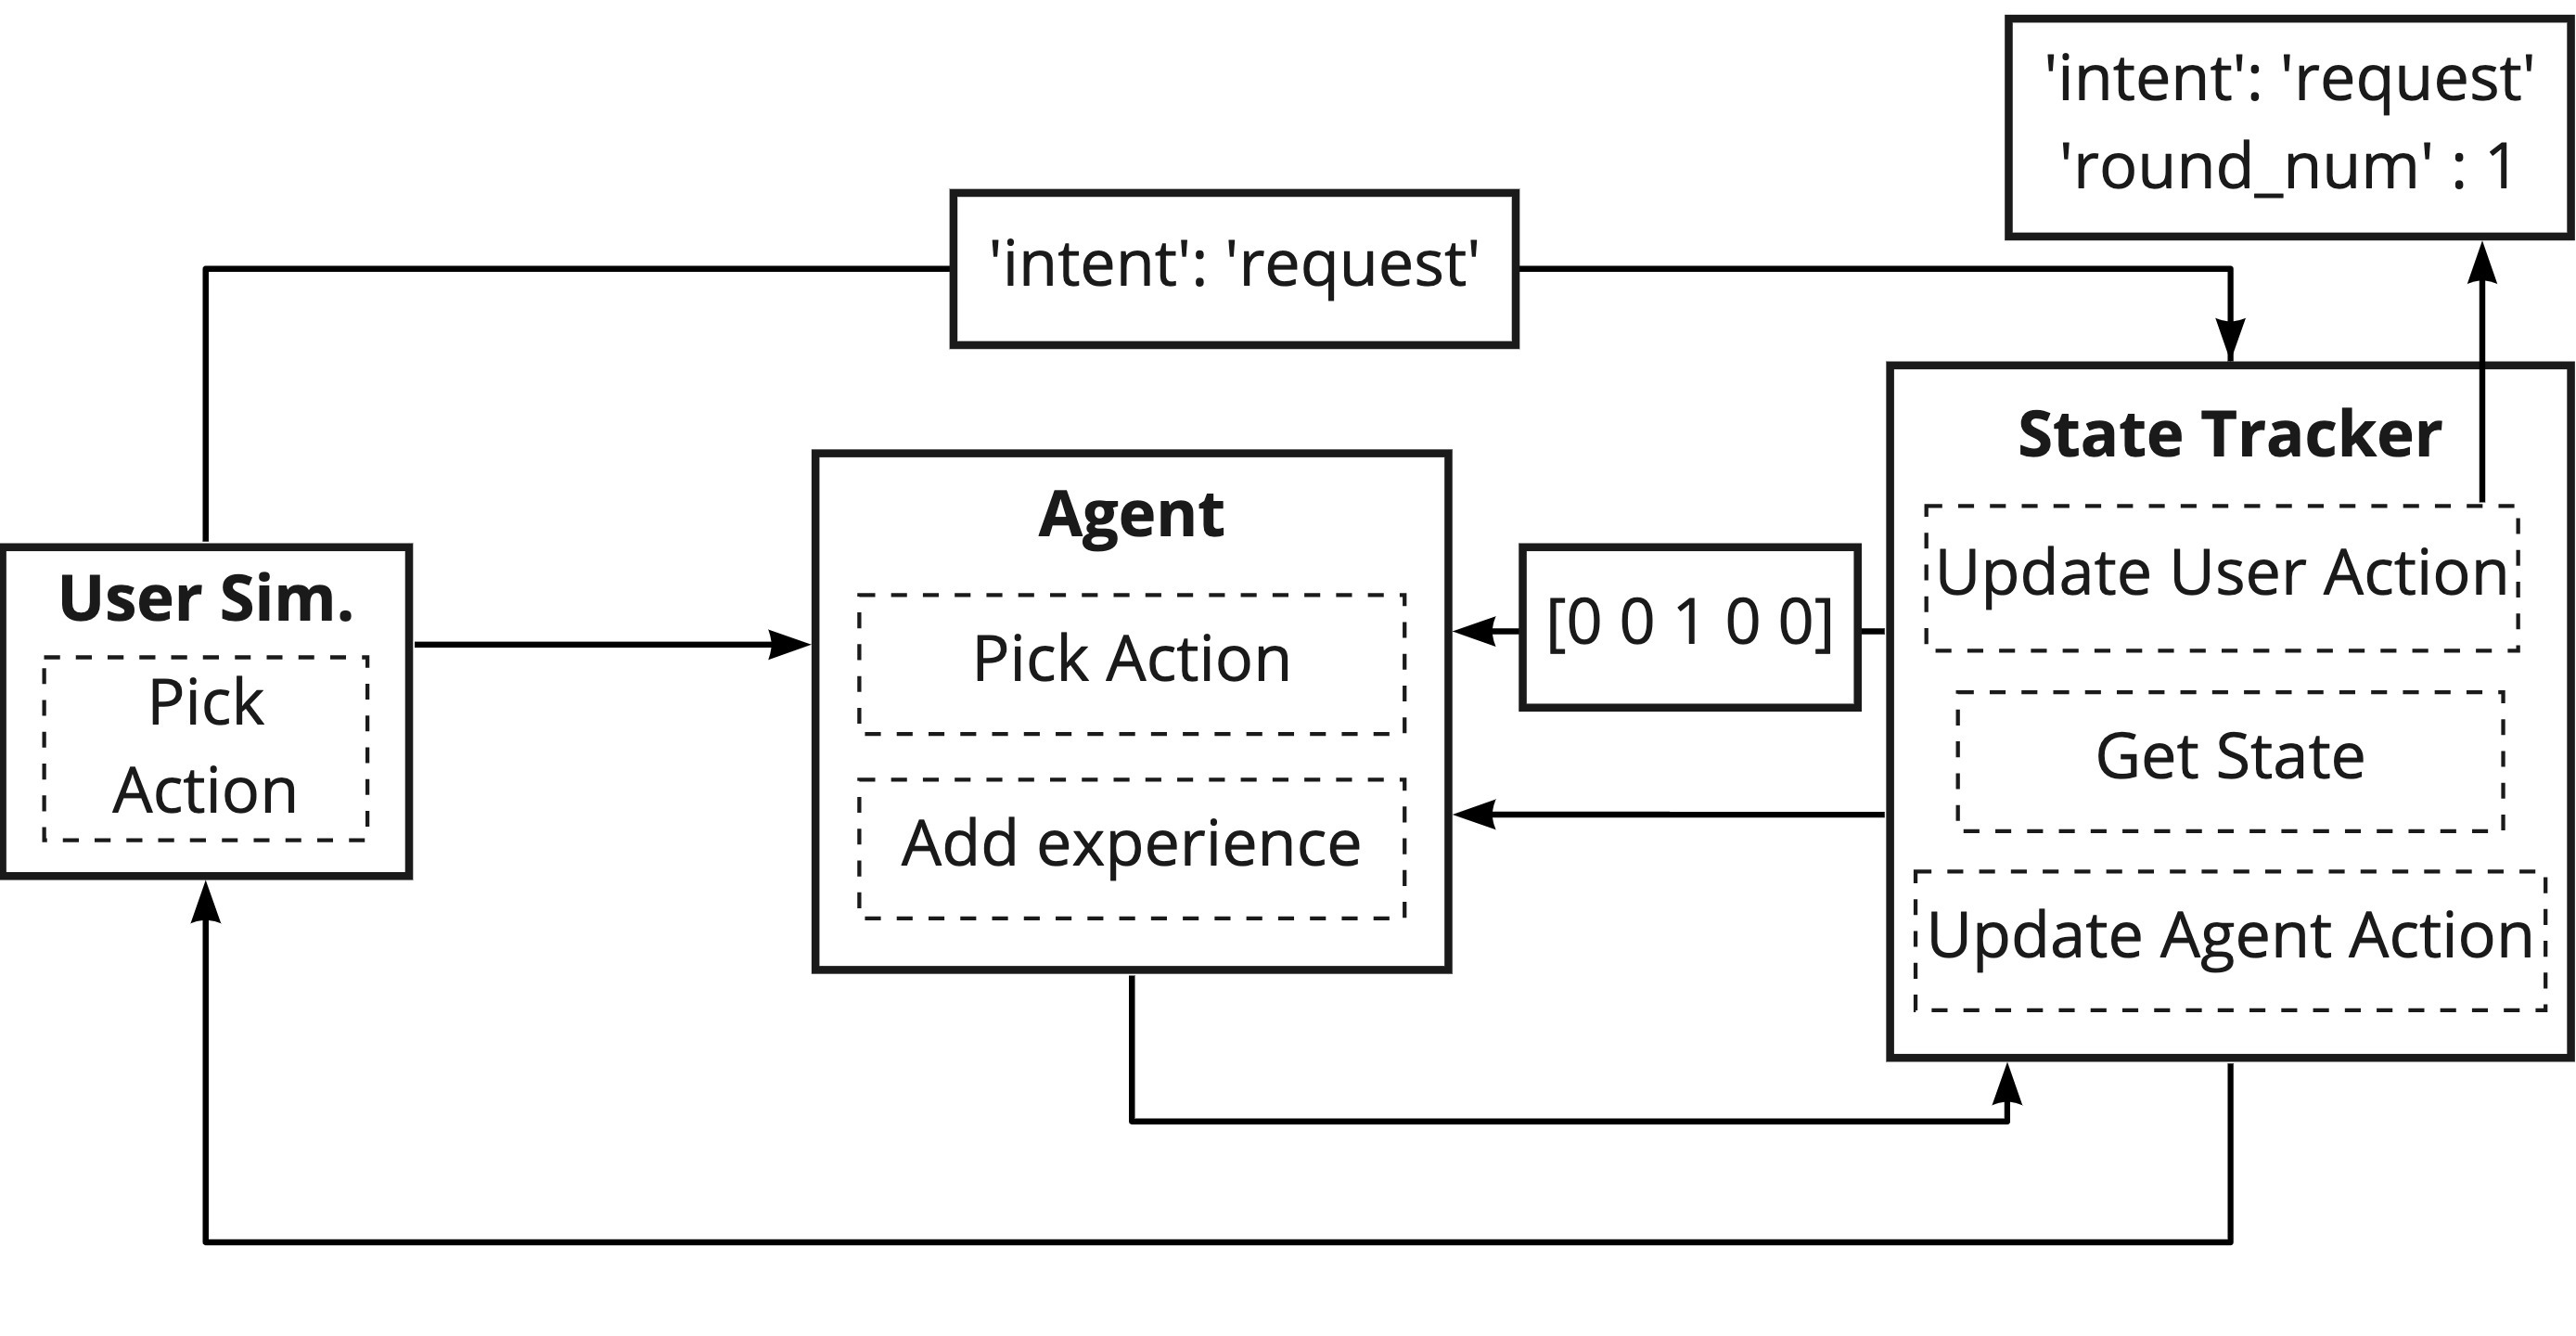 'intent': 'request'
'round_num' : 1
'intent': 'request'
State Tracker
Update User Action
Get State
Update Agent Action
[0 0 1 0 0]
Agent
Pick Action
Add experience
User Sim.
Pick
Action